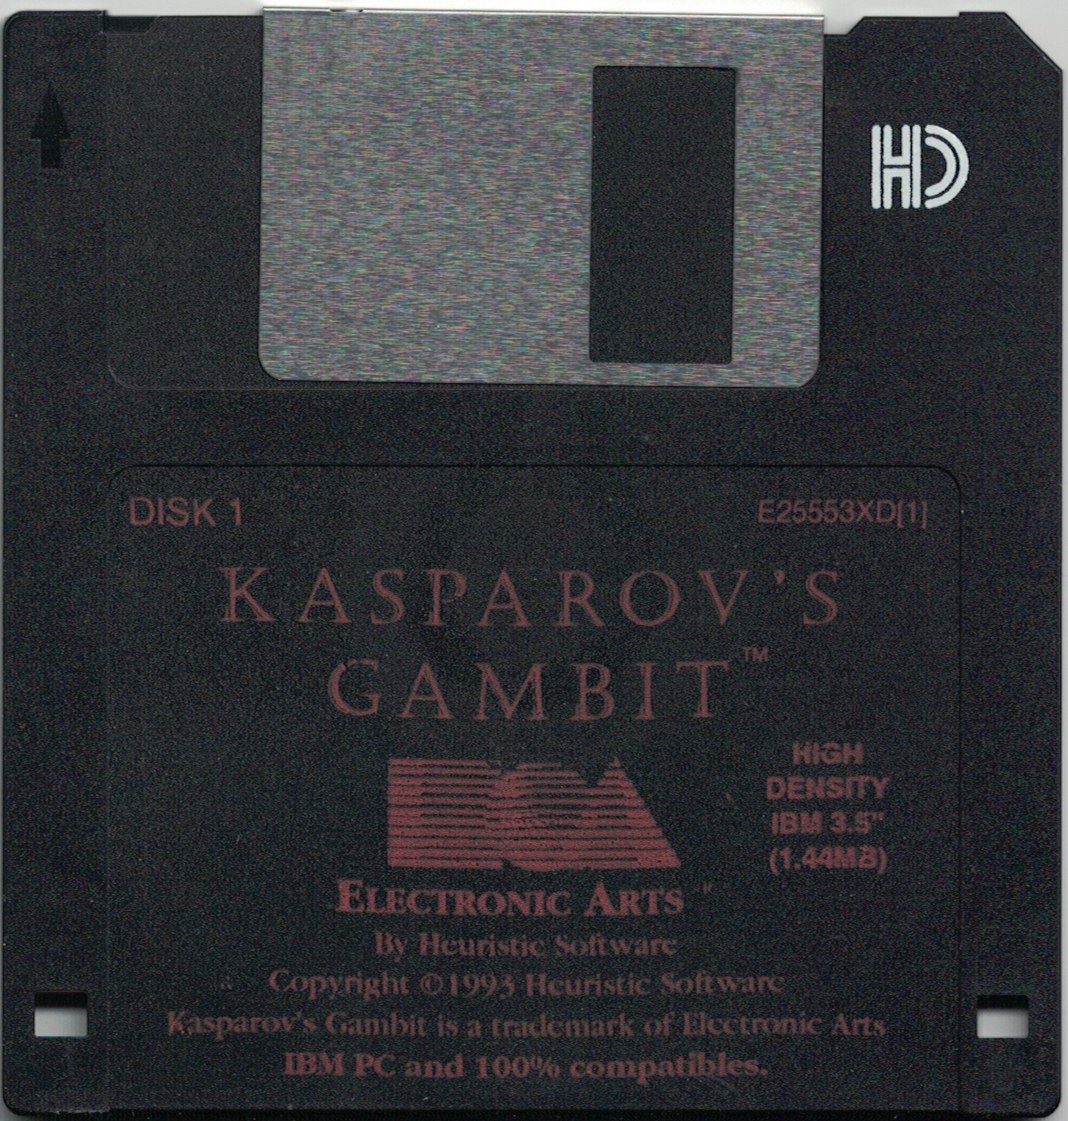 HD
DISK 1
E25553XD[1]
KASPAROV'S
GAMBIT™
HIGH
DENSITY
IBM 3.5"
(1.44MB)
ELECTRONIC ARTS
By Heuristic Software
Copyright ©1993 Heuristic Software
Kasparov's Gambit is a trademark of Electronic Arts
IBM PC and 100% compatibles.